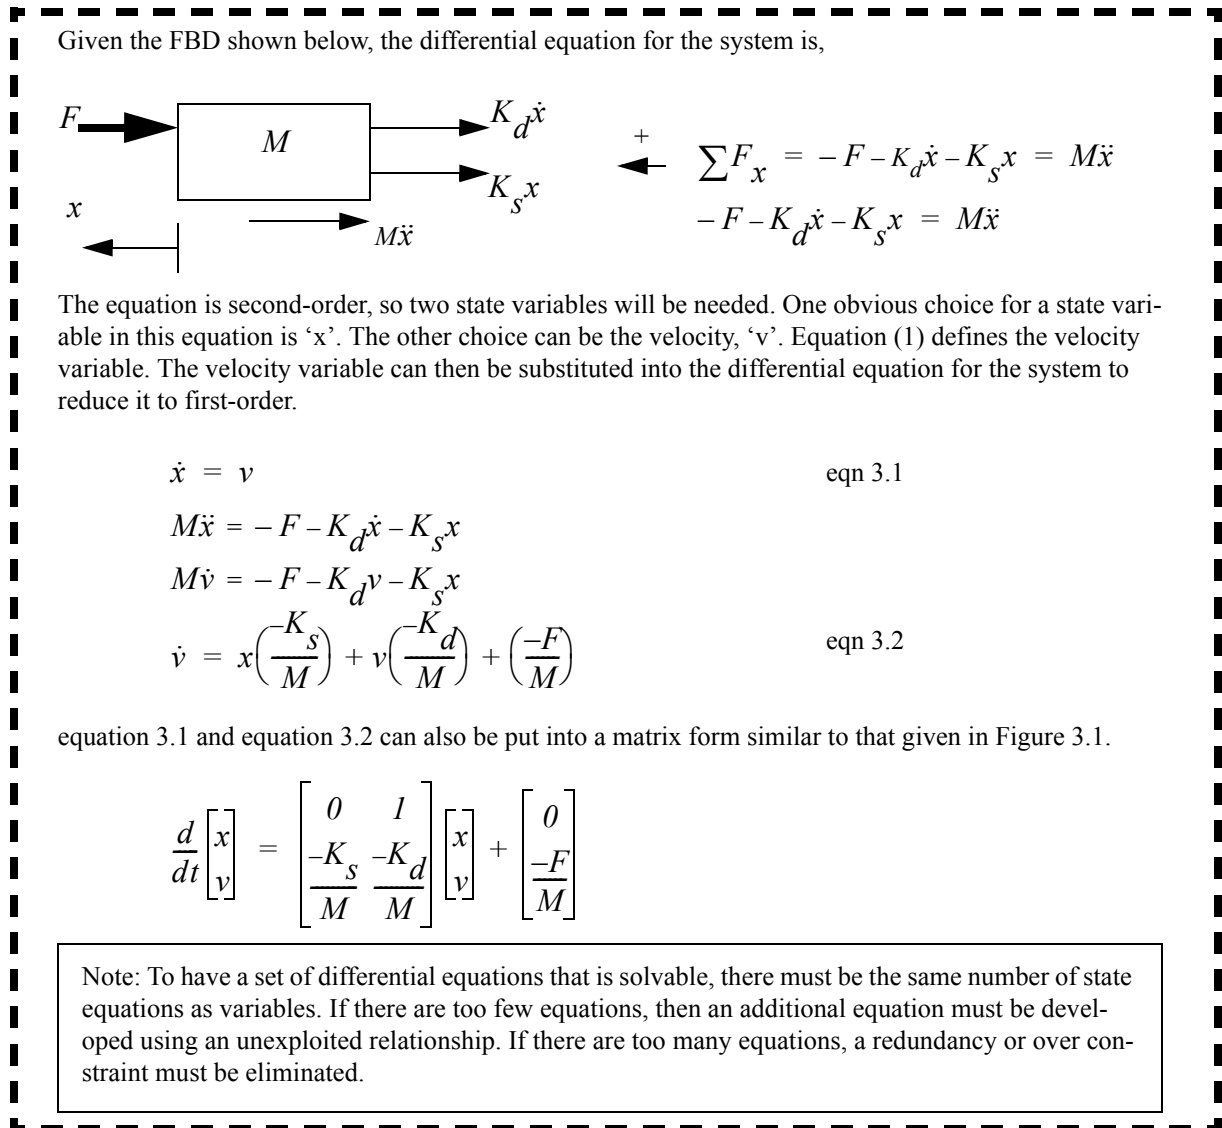 Given the FBD shown below, the differential equation for the system is,
F
M
K_d ẋ
K_s x
x
Mẍ
+
∑F_x = – F – K_d ẋ – K_s x = Mẍ
– F – K_d ẋ – K_s x = Mẍ
The equation is second-order, so two state variables will be needed. One obvious choice for a state vari-
able in this equation is ‘x’. The other choice can be the velocity, ‘v’. Equation (1) defines the velocity
variable. The velocity variable can then be substituted into the differential equation for the system to
reduce it to first-order.
ẋ = v eqn 3.1
Mẍ = – F – K_d ẋ – K_s x
Mv̇ = – F – K_d v – K_s x
v̇ = x(–K_s/M) + v(–K_d/M) + (–F/M) eqn 3.2
equation 3.1 and equation 3.2 can also be put into a matrix form similar to that given in Figure 3.1.
d/dt [x; v] = [0 1; –K_s/M –K_d/M] [x; v] + [0; –F/M]
Note: To have a set of differential equations that is solvable, there must be the same number of state
equations as variables. If there are too few equations, then an additional equation must be devel-
oped using an unexploited relationship. If there are too many equations, a redundancy or over con-
straint must be eliminated.